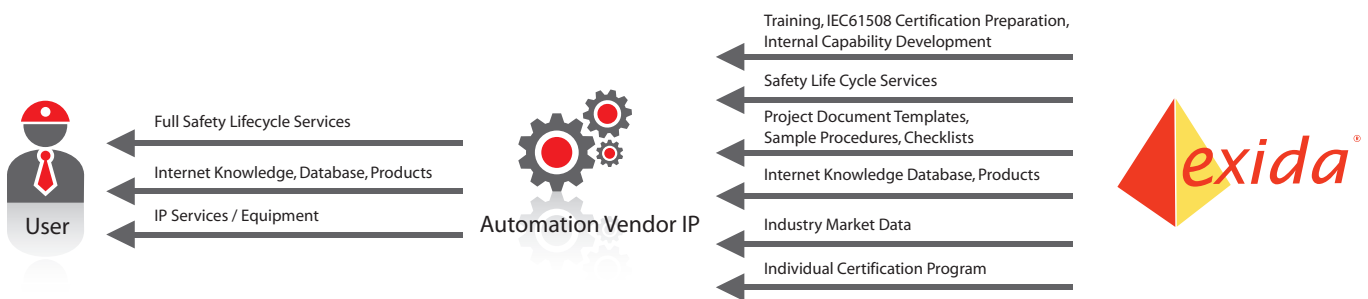 Full Safety Lifecycle Services
Internet Knowledge, Database, Products
IP Services / Equipment
User
Automation Vendor IP
Training, IEC61508 Certification Preparation,
Internal Capability Development
Safety Life Cycle Services
Project Document Templates,
Sample Procedures, Checklists
Internet Knowledge Database, Products
Industry Market Data
Individual Certification Program
exida®